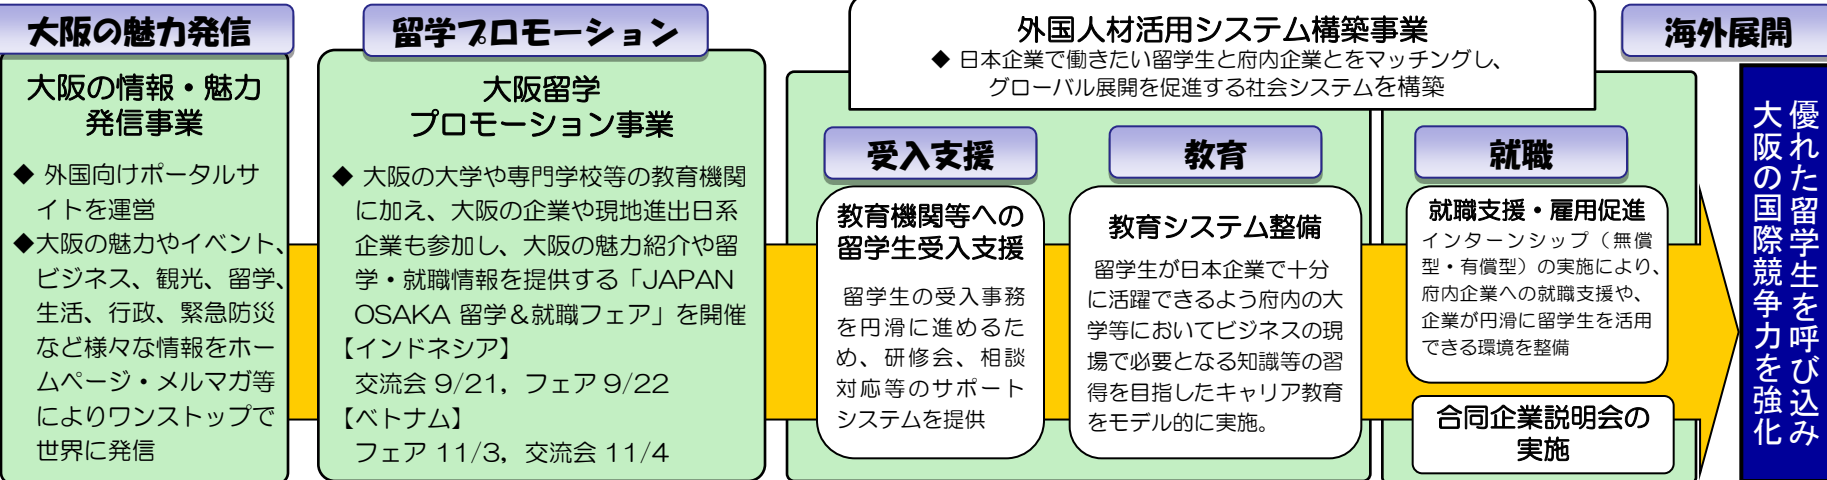 大阪の魅力発信
大阪の情報・魅力
発信事業
◆ 外国向けポータルサ
イトを運営
◆大阪の魅力やイベント、
ビジネス、観光、留学、
生活、行政、緊急防災
など様々な情報をホー
ムページ・メルマガ等
によりワンストップで
世界に発信
留学プロモーション
大阪留学
プロモーション事業
◆ 大阪の大学や専門学校等の教育機関
に加え、大阪の企業や現地進出日系
企業も参加し、大阪の魅力紹介や留
学・就職情報を提供する「JAPAN
OSAKA 留学&就職フェア」を開催
【インドネシア】
交流会 9/21, フェア 9/22
【ベトナム】
フェア 11/3, 交流会 11/4
外国人材活用システム構築事業
◆ 日本企業で働きたい留学生と府内企業とをマッチングし、
グローバル展開を促進する社会システムを構築
受入支援
教育機関等への
留学生受入支援
留学生の受入事務
を円滑に進めるた
め、研修会、相談
対応等のサポート
システムを提供
教育
教育システム整備
留学生が日本企業で十分
に活躍できるよう府内の大
学等においてビジネスの現
場で必要となる知識等の習
得を目指したキャリア教育
をモデル的に実施。
就職
就職支援・雇用促進
インターンシップ(無償
型・有償型)の実施により、
府内企業への就職支援や、
企業が円滑に留学生を活用
できる環境を整備
合同企業説明会の
実施
海外展開
優れた留学生を呼び込み
大阪の国際競争力を強化